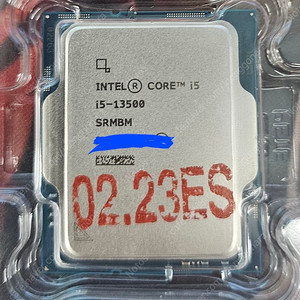 INTEL® CORE™ i5
i5-13500
SRMBM
02.23ES